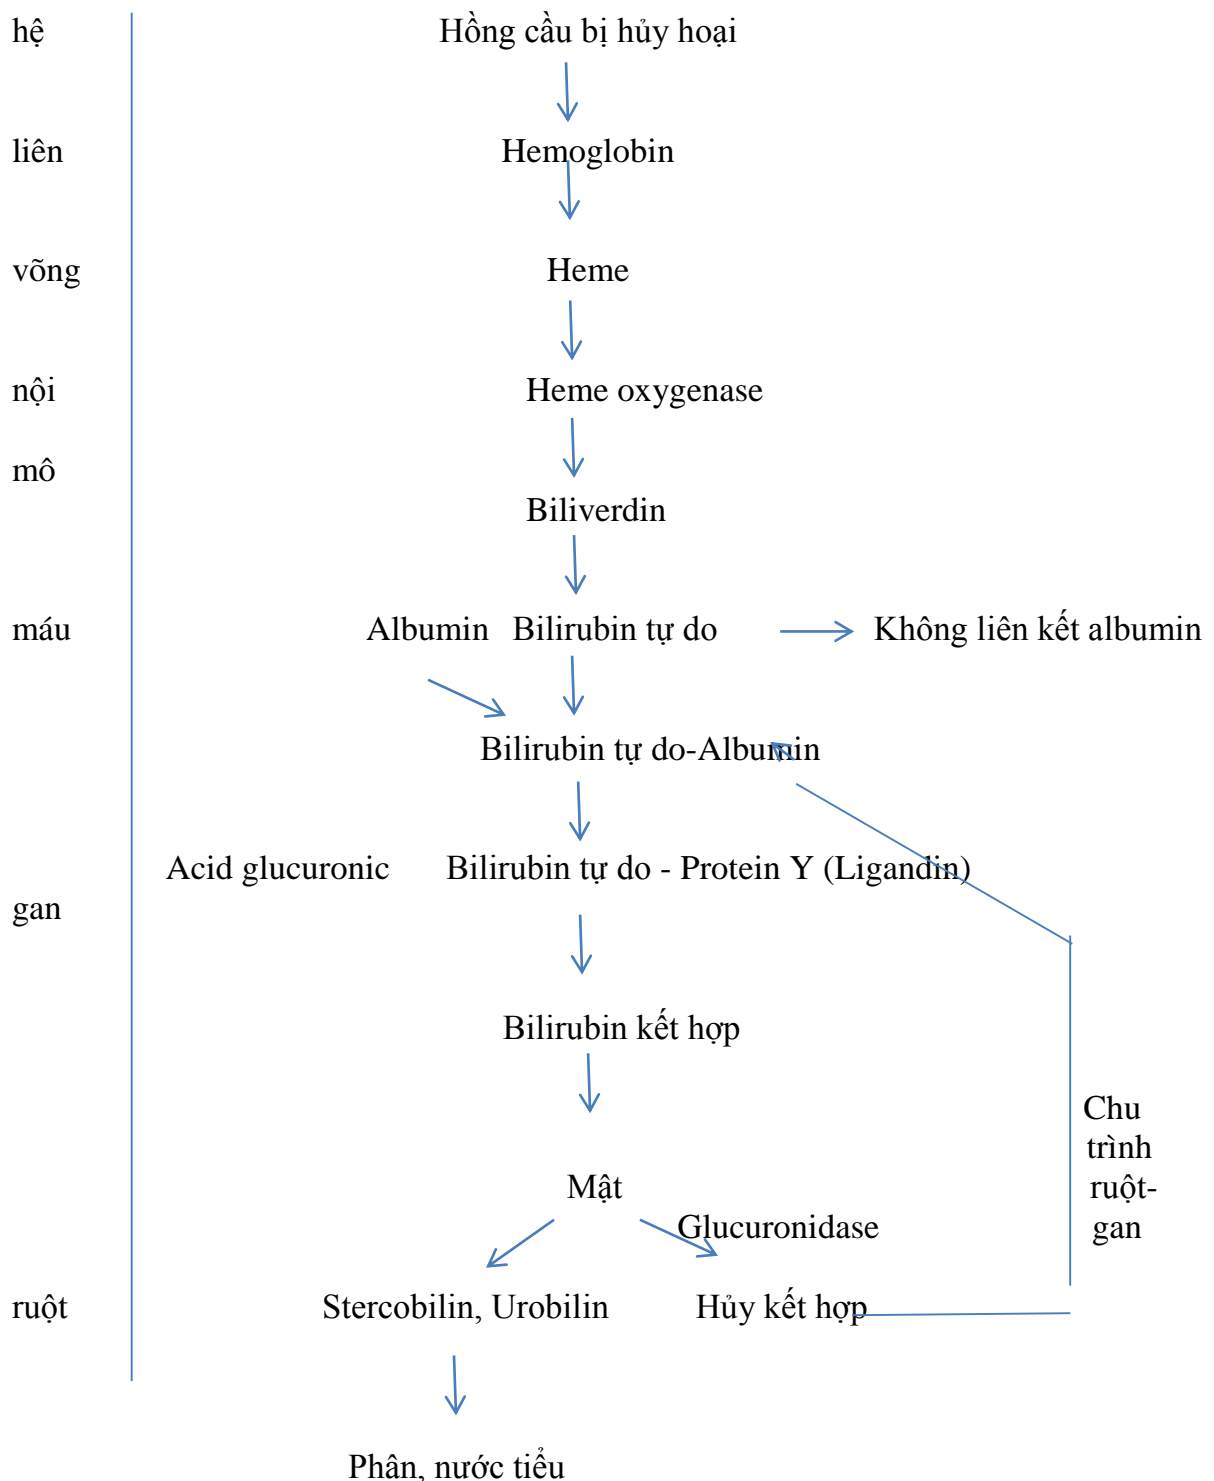 hệ Hồng cầu bị hủy hoại
liên Hemoglobin
võng Heme
nội Heme oxygenase
mô
Biliverdin
máu Albumin Bilirubin tự do Không liên kết albumin
Bilirubin tự do-Albumin
Acid glucuronic Bilirubin tự do - Protein Y (Ligandin)
gan
Bilirubin kết hợp
Chu
trình
Mật ruột-
Glucuronidase gan
ruột Stercobilin, Urobilin Hủy kết hợp
Phân, nước tiểu